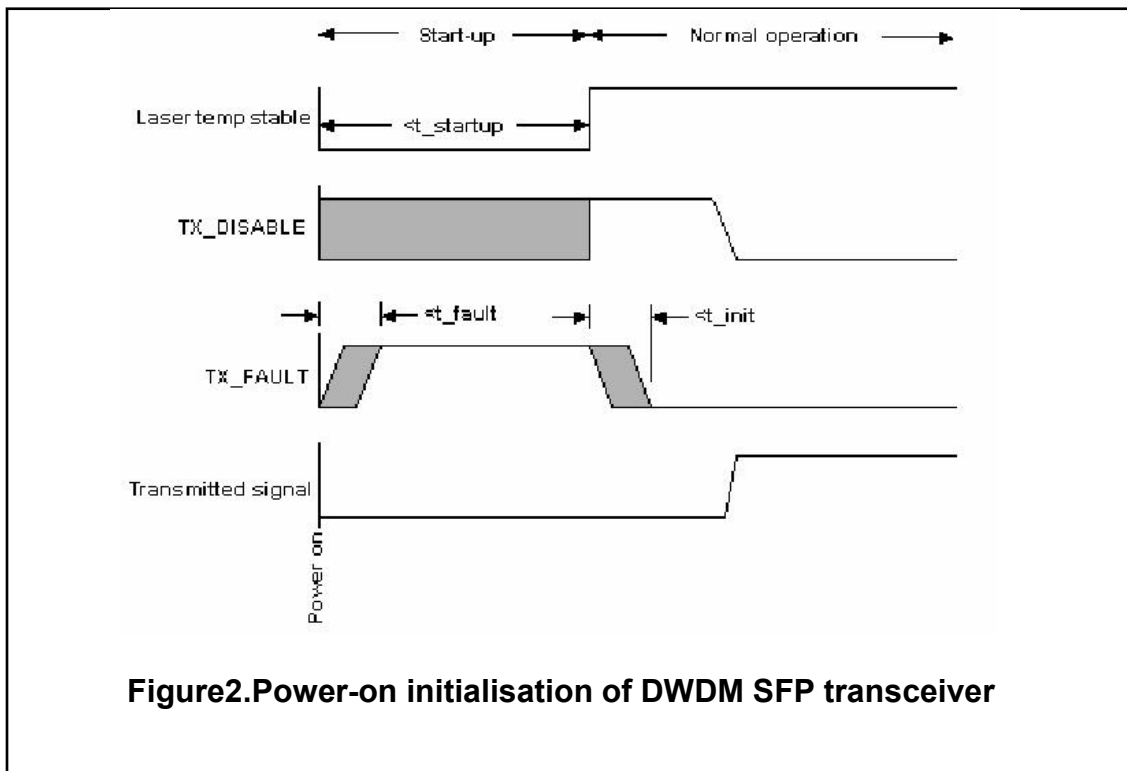 Start-up Normal operation
Laser temp stable
<t_startup
TX_DISABLE
<t_fault <t_init
TX_FAULT
Transmitted signal
Power on
Figure2.Power-on initialisation of DWDM SFP transceiver